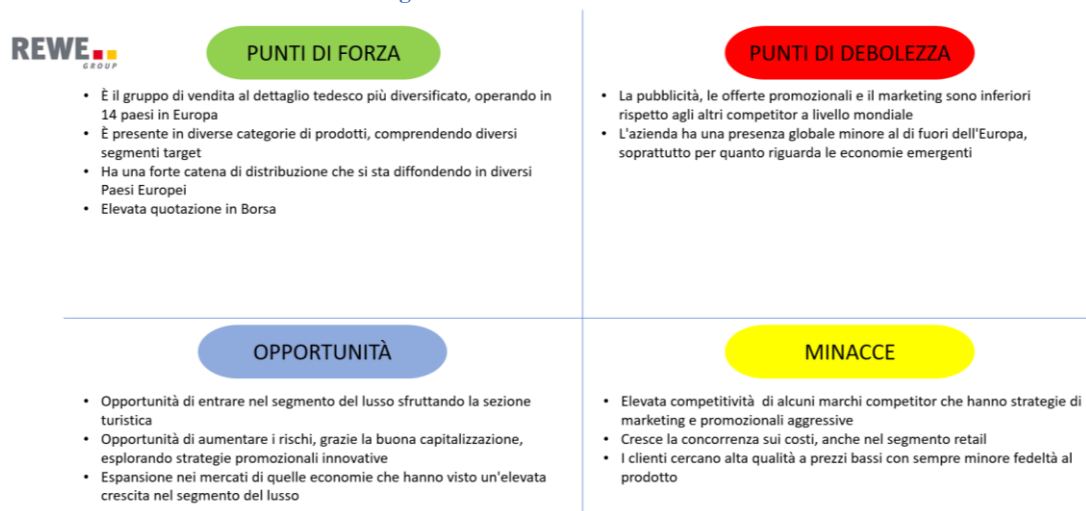 REWE
GROUP
PUNTI DI FORZA
• È il gruppo di vendita al dettaglio tedesco più diversificato, operando in
14 paesi in Europa
• È presente in diverse categorie di prodotti, comprendendo diversi
segmenti target
• Ha una forte catena di distribuzione che si sta diffondendo in diversi
Paesi Europei
• Elevata quotazione in Borsa
PUNTI DI DEBOLEZZA
• La pubblicità, le offerte promozionali e il marketing sono inferiori
rispetto agli altri competitor a livello mondiale
• L'azienda ha una presenza globale minore al di fuori dell'Europa,
soprattutto per quanto riguarda le economie emergenti
OPPORTUNITÀ
• Opportunità di entrare nel segmento del lusso sfruttando la sezione
turistica
• Opportunità di aumentare i rischi, grazie la buona capitalizzazione,
esplorando strategie promozionali innovative
• Espansione nei mercati di quelle economie che hanno visto un'elevata
crescita nel segmento del lusso
MINACCE
• Elevata competitività di alcuni marchi competitor che hanno strategie di
marketing e promozionali aggressive
• Cresce la concorrenza sui costi, anche nel segmento retail
• I clienti cercano alta qualità a prezzi bassi con sempre minore fedeltà al
prodotto